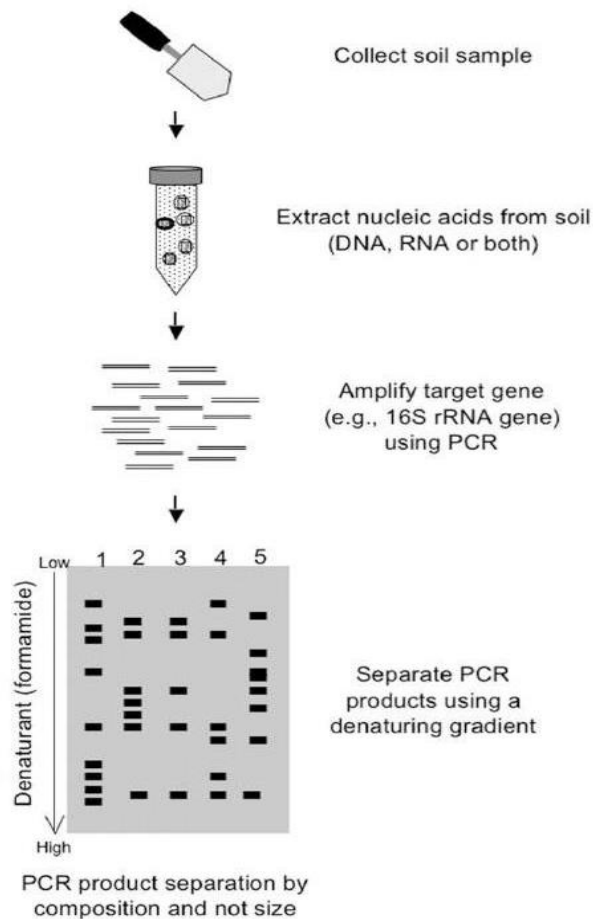 Collect soil sample
Extract nucleic acids from soil
(DNA, RNA or both)
Amplify target gene
(e.g., 16S rRNA gene)
using PCR
1 2 3 4 5
Low
Denaturant (formamide)
High
Separate PCR
products using a
denaturing gradient
PCR product separation by
composition and not size